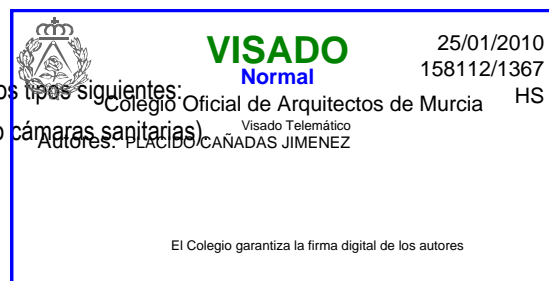 VISADO
25/01/2010
Normal
158112/1367
os tipos siguientes:
HS
Colegio Oficial de Arquitectos de Murcia
Visado Telemático
o cámaras sanitarias).
Autores: PLACIDO CAÑADAS JIMENEZ
El Colegio garantiza la firma digital de los autores